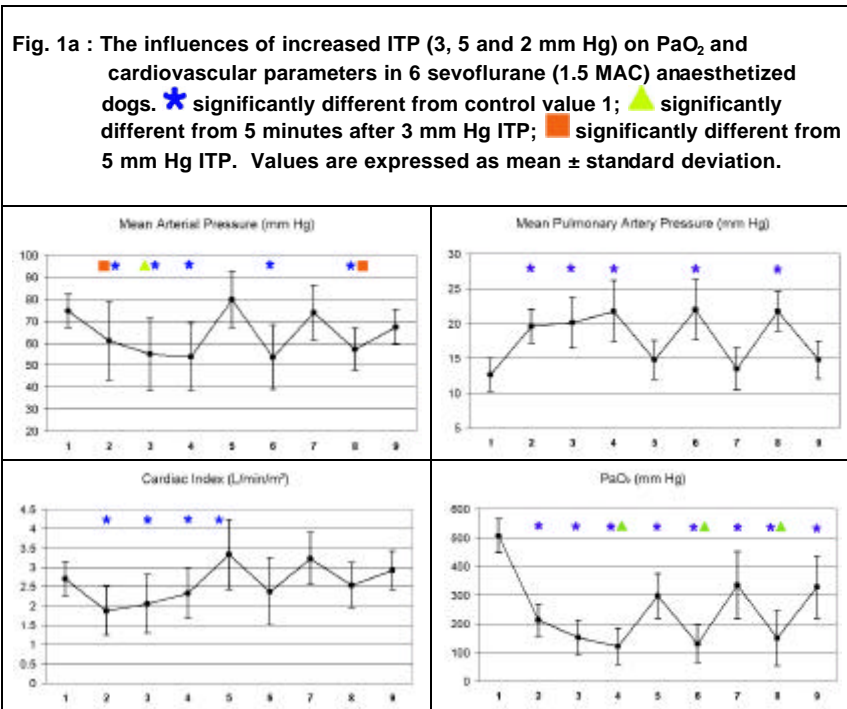 Fig. 1a : The influences of increased ITP (3, 5 and 2 mm Hg) on PaO₂ and
cardiovascular parameters in 6 sevoflurane (1.5 MAC) anaesthetized
dogs. significantly different from control value 1; significantly
different from 5 minutes after 3 mm Hg ITP; significantly different from
5 mm Hg ITP. Values are expressed as mean ± standard deviation.
Mean Arterial Pressure (mm Hg)
100
90
80
70
60
50
40
30
20
1 2 3 4 5 6 7 8 9
Mean Pulmonary Artery Pressure (mm Hg)
30
25
20
15
10
5
1 2 3 4 5 6 7 8 9
Cardiac Index (L/min/m²)
4.5
4
3.5
3
2.5
2
1.5
1
0.5
0
1 2 3 4 5 6 7 8 9
PaO₂ (mm Hg)
600
500
400
300
200
100
0
1 2 3 4 5 6 7 8 9